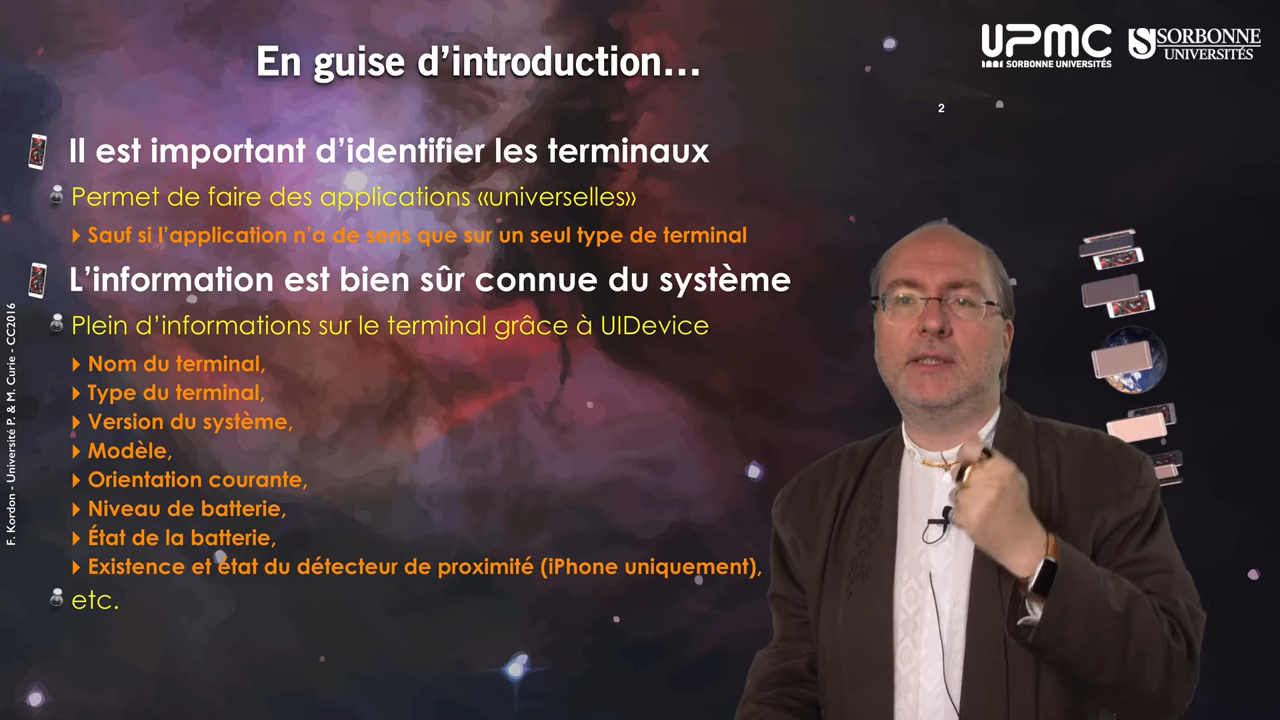 En guise d’introduction…
UPMC
SORBONNE UNIVERSITÉS
SORBONNE
UNIVERSITÉS
2
Il est important d’identifier les terminaux
Permet de faire des applications «universelles»
Sauf si l’application n’a de sens que sur un seul type de terminal
L’information est bien sûr connue du système
Plein d’informations sur le terminal grâce à UIDevice
Nom du terminal,
Type du terminal,
Version du système,
Modèle,
Orientation courante,
Niveau de batterie,
État de la batterie,
Existence et état du détecteur de proximité (iPhone uniquement),
etc.
F. Kordon - Université P. & M. Curie - CC2016